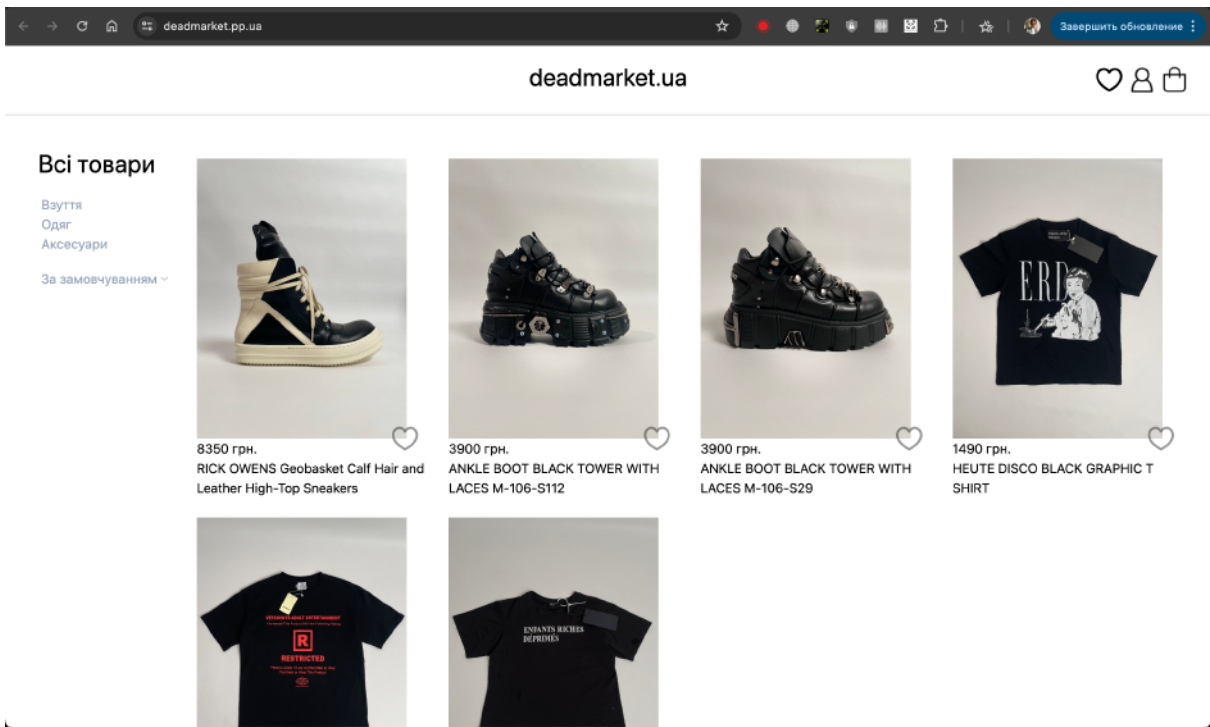 deadmarket.pp.ua
Завершить обновление
deadmarket.ua
Всі товари
Взуття
Одяг
Аксесуари
За замовчуванням
8350 грн.
RICK OWENS Geobasket Calf Hair and
Leather High-Top Sneakers
3900 грн.
ANKLE BOOT BLACK TOWER WITH
LACES M-106-S112
3900 грн.
ANKLE BOOT BLACK TOWER WITH
LACES M-106-S29
ERD
1490 грн.
HEUTE DISCO BLACK GRAPHIC T
SHIRT
R
RESTRICTED
ENFANTS RICHES
DÉPRIMÉS